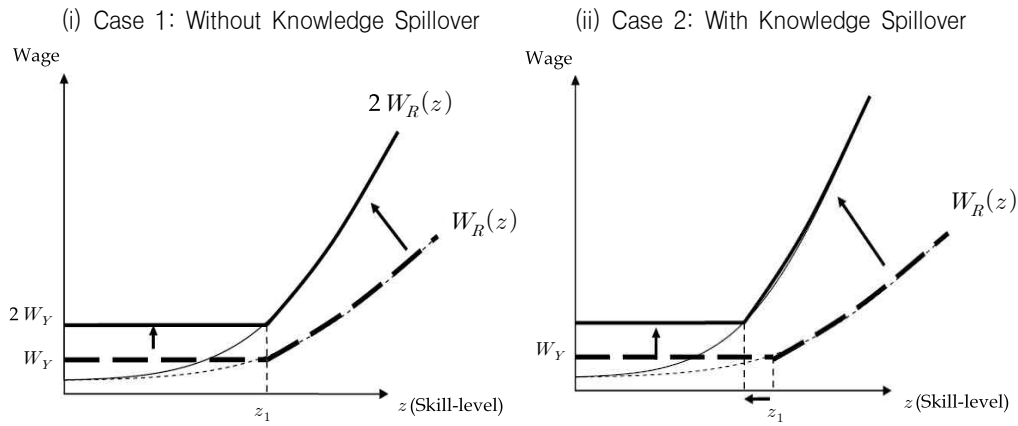 (i) Case 1: Without Knowledge Spillover
(ii) Case 2: With Knowledge Spillover
Wage
2 W_R(z)
W_R(z)
2 W_Y
W_Y
z_1
z (Skill-level)
Wage
W_R(z)
W_Y
z_1
z (Skill-level)